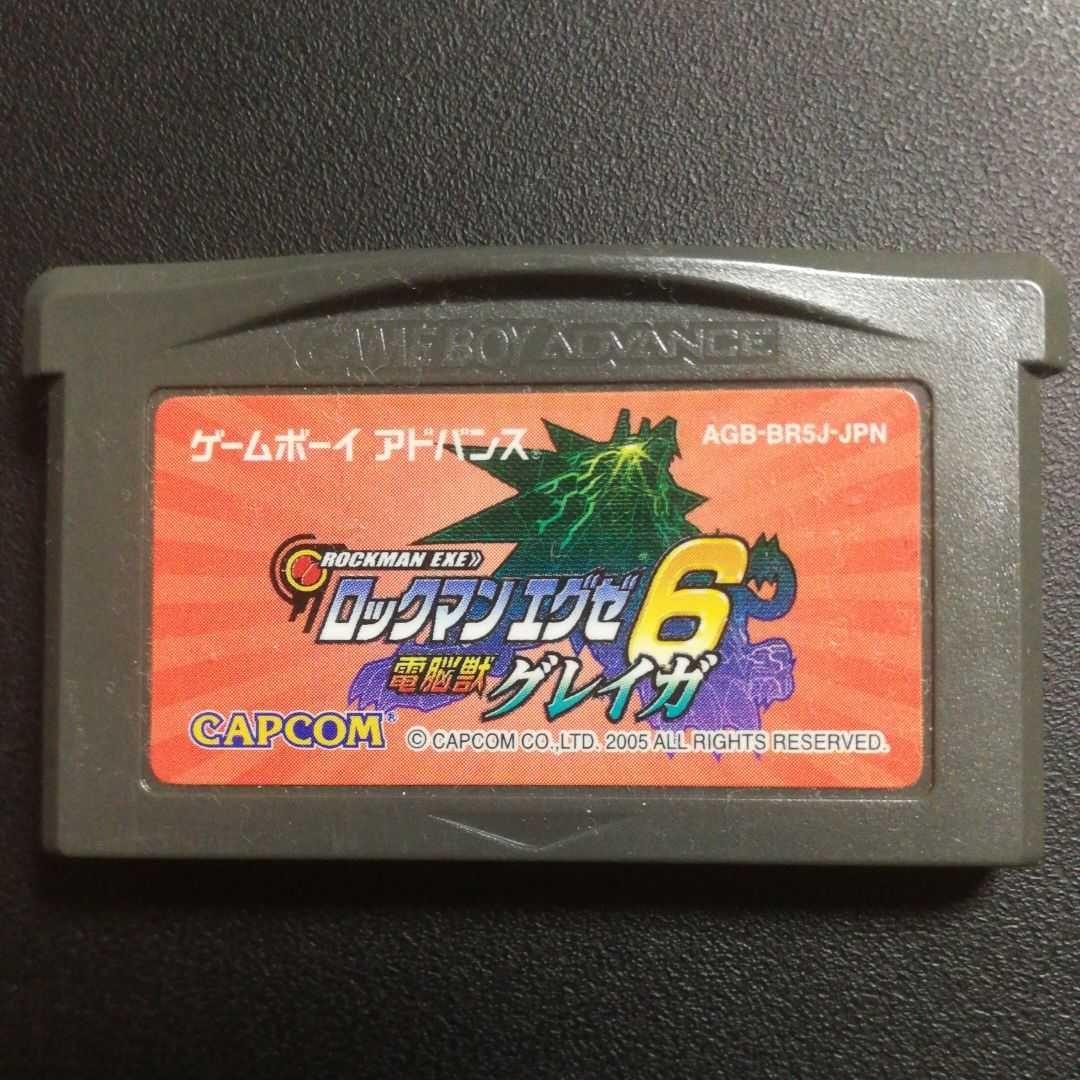 GAME BOY ADVANCE
ゲームボーイ アドバンス
AGB-BR5J-JPN
ROCKMAN EXE
ロックマン エグゼ6
電脳獣 グレイガ
CAPCOM®
© CAPCOM CO.,LTD. 2005 ALL RIGHTS RESERVED.